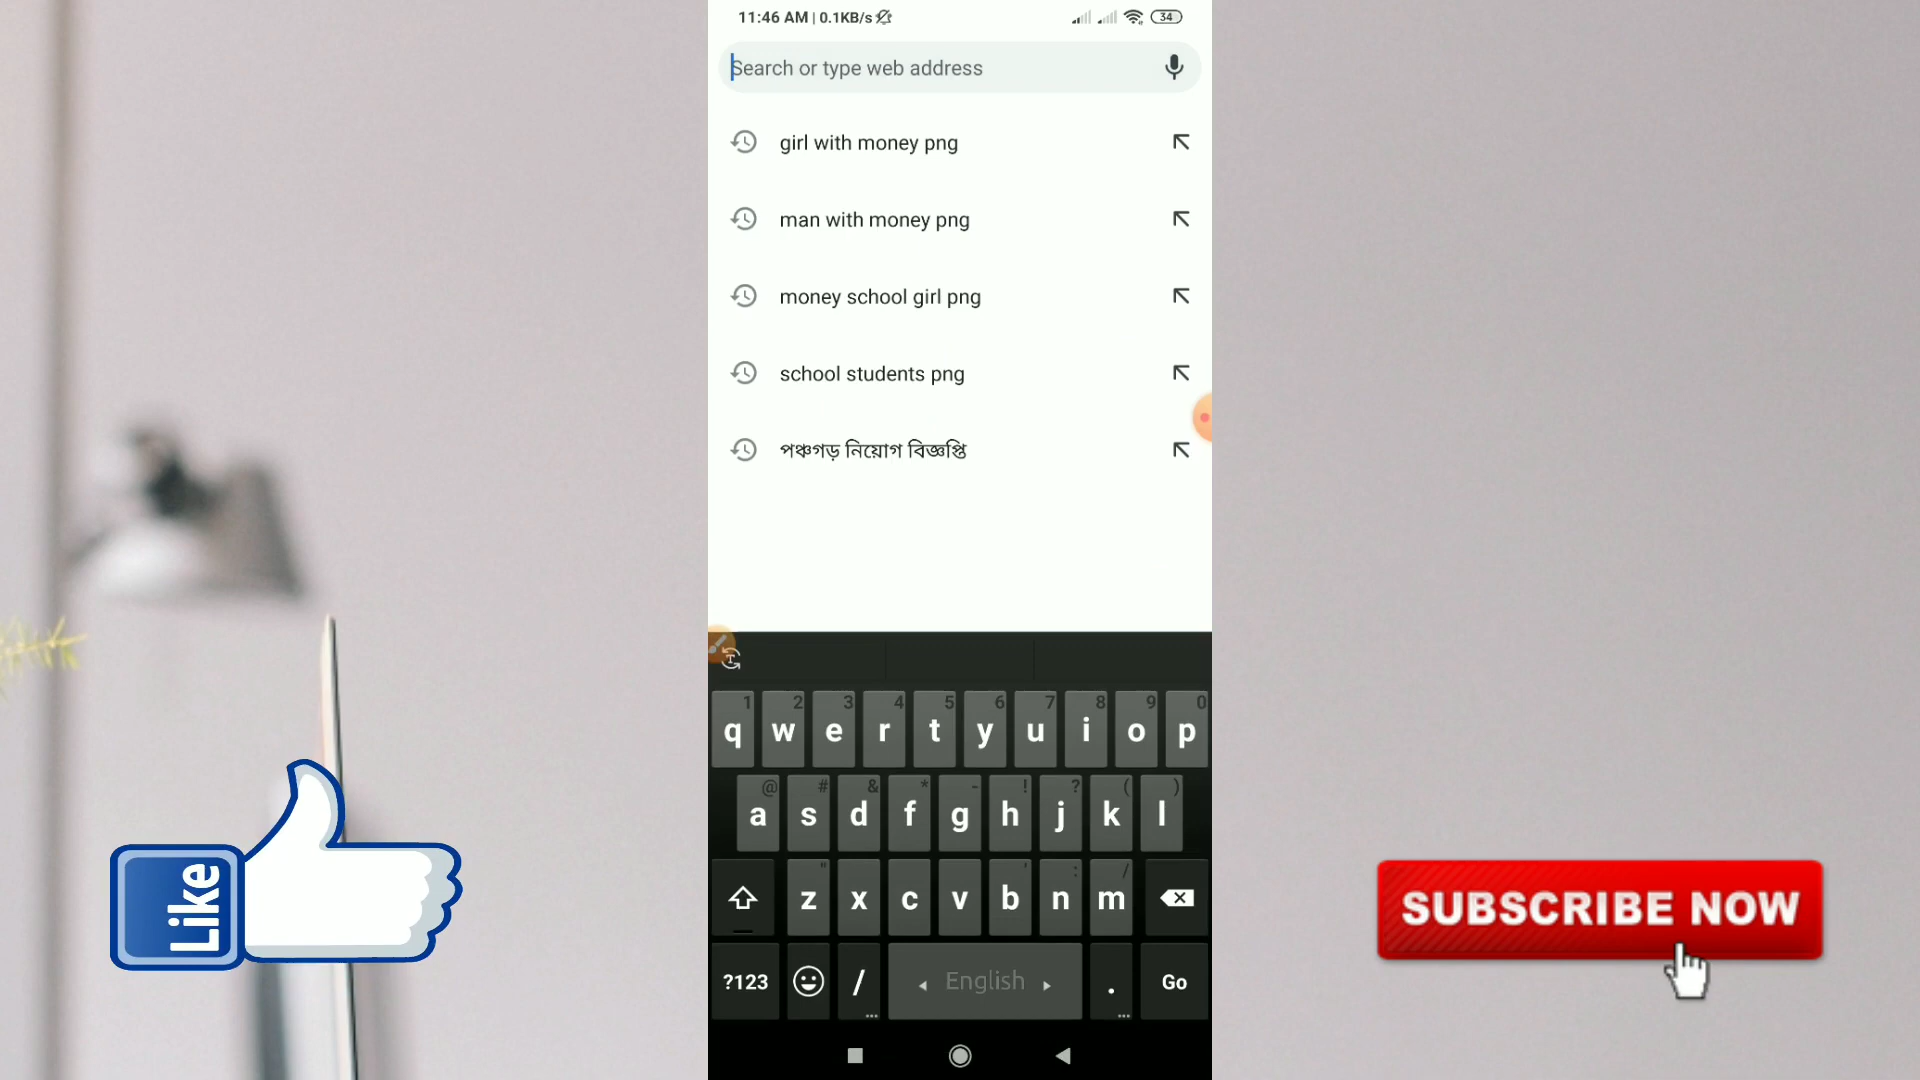 11:46 AM | 0.1KB/s
34
Search or type web address
girl with money png
man with money png
money school girl png
school students png
পঞ্চগড় নিয়োগ বিজ্ঞপ্তি
1 2 3 4 5 6 7 8 9 0
q w e r t y u i o p
@ # & * - ! ? ( )
a s d f g h j k l
" ' : /
z x c v b n m
?123 / English . Go
Like
SUBSCRIBE NOW